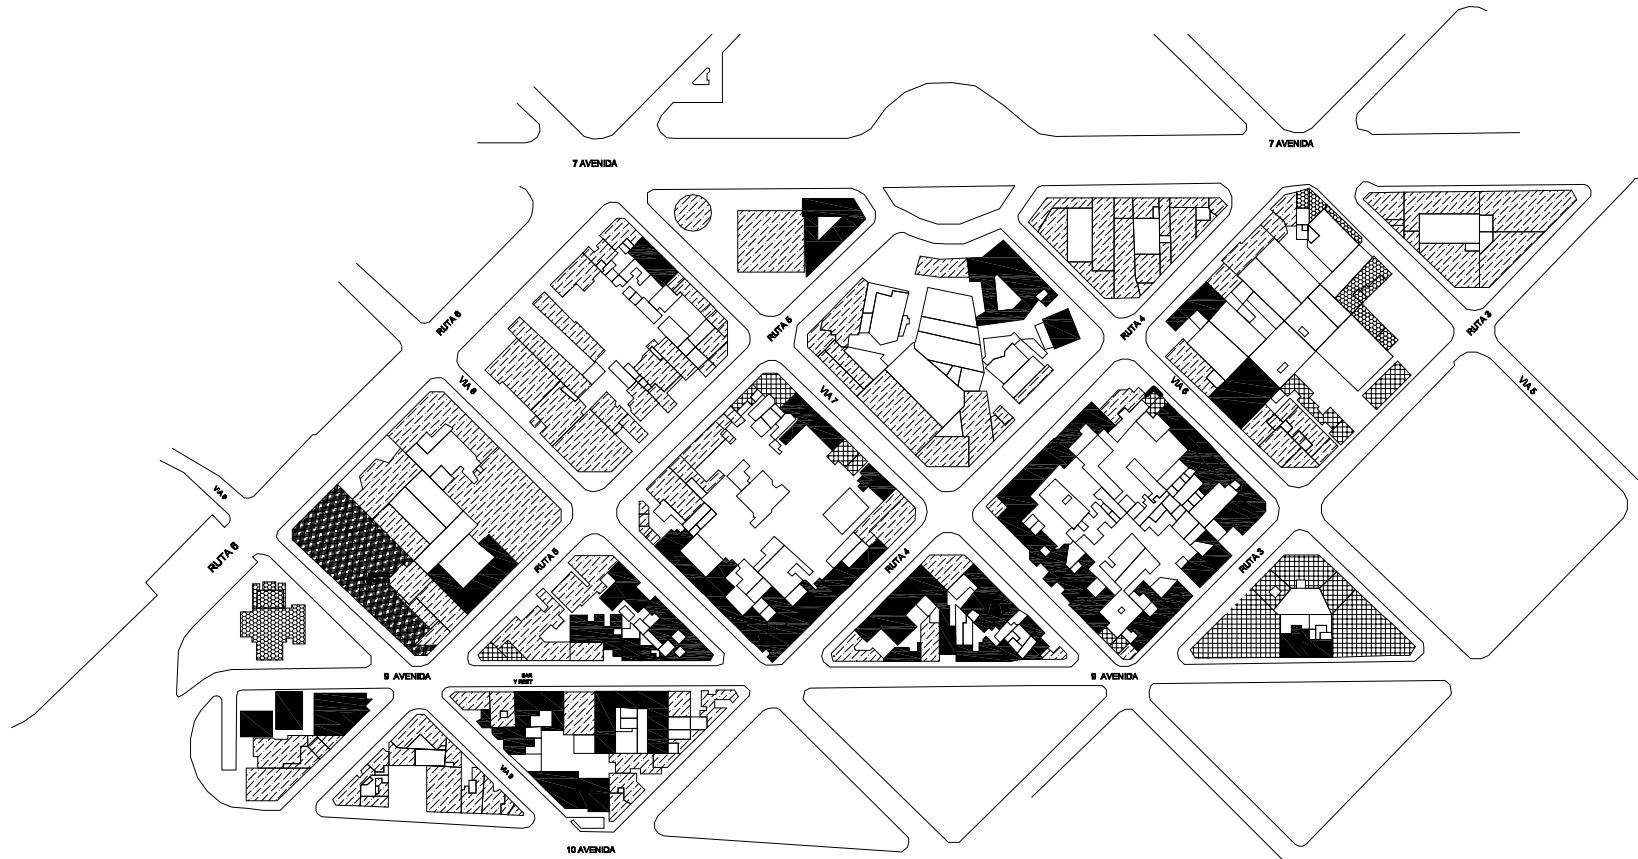 7 AVENIDA
7 AVENIDA
RUTA 6
RUTA 5
RUTA 4
RUTA 3
VIA 8
VIA 7
VIA 6
VIA 5
VIA 9
RUTA 6
RUTA 5
RUTA 4
RUTA 3
9 AVENIDA
BAR
Y REST
9 AVENIDA
VIA 9
10 AVENIDA